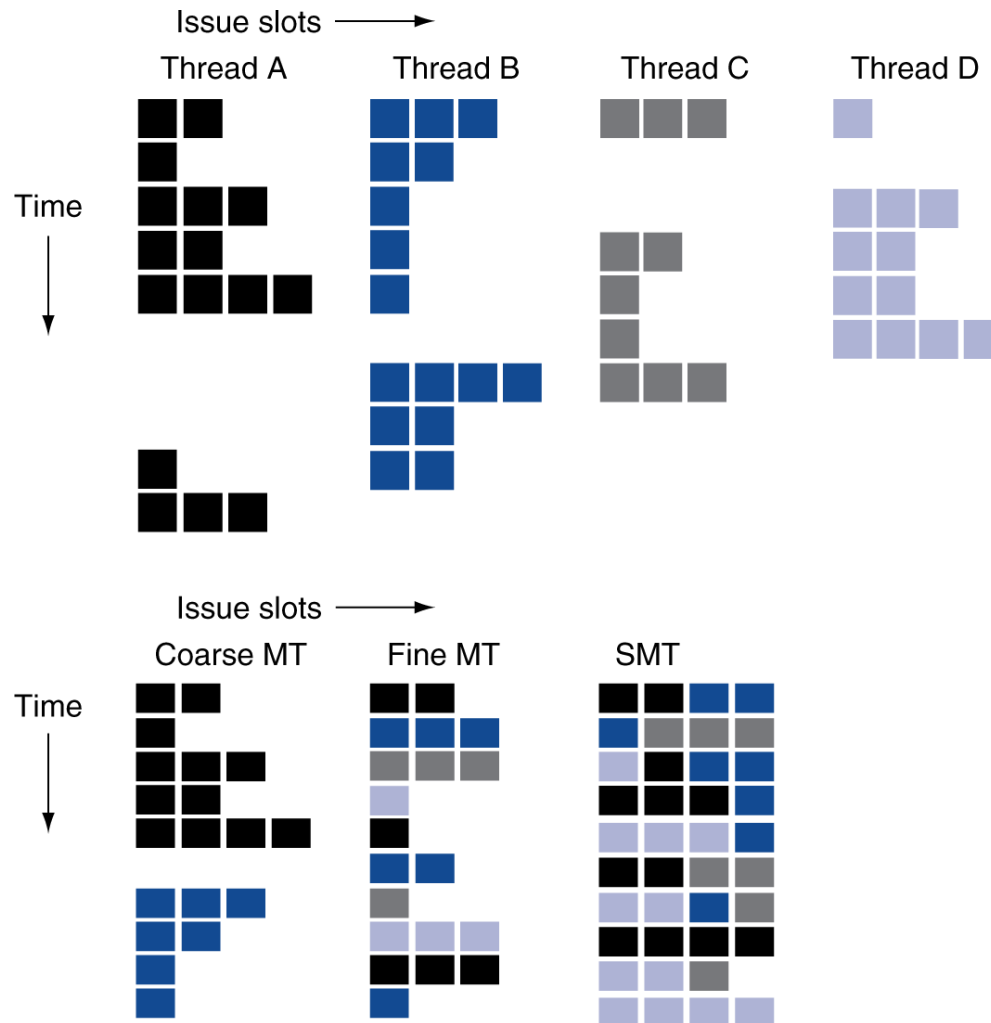 Issue slots
Thread A Thread B Thread C Thread D
Time
Issue slots
Coarse MT Fine MT SMT
Time